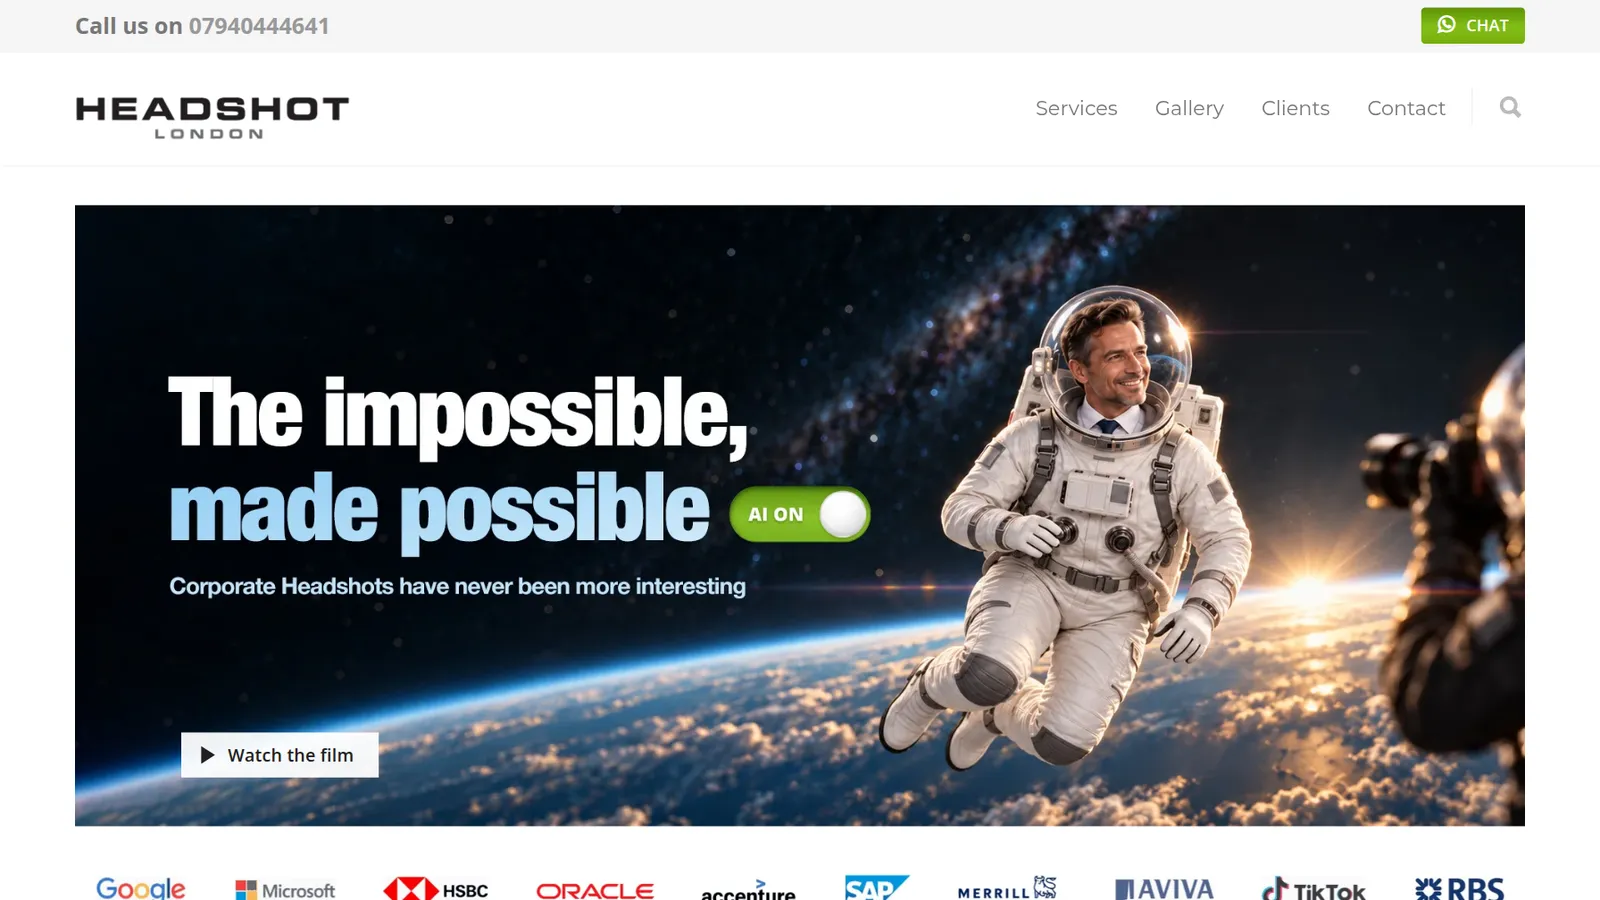 Call us on 07940444641
CHAT
HEADSHOT
LONDON
Services
Gallery
Clients
Contact
The impossible,
made possible
AI ON
Corporate Headshots have never been more interesting
Watch the film
Google
Microsoft
HSBC
ORACLE
accenture
SAP
MERRILL
AVIVA
TikTok
RBS